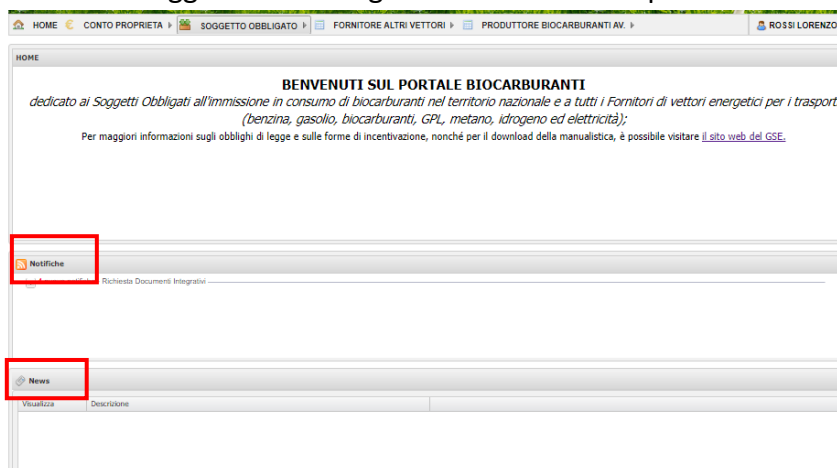 HOME CONTO PROPRIETA SOGGETTO OBBLIGATO FORNITORE ALTRI VETTORI PRODUTTORE BIOCARBURANTI AV. ROSSI LORENZO
HOME
BENVENUTI SUL PORTALE BIOCARBURANTI
dedicato ai Soggetti Obbligati all'immissione in consumo di biocarburanti nel territorio nazionale e a tutti i Fornitori di vettori energetici per i trasport
(benzina, gasolio, biocarburanti, GPL, metano, idrogeno ed elettricità);
Per maggiori informazioni sugli obblighi di legge e sulle forme di incentivazione, nonché per il download della manualistica, è possibile visitare il sito web del GSE.
Notifiche
Richiesta Documenti Integrativi
News
Visualizza Descrizione